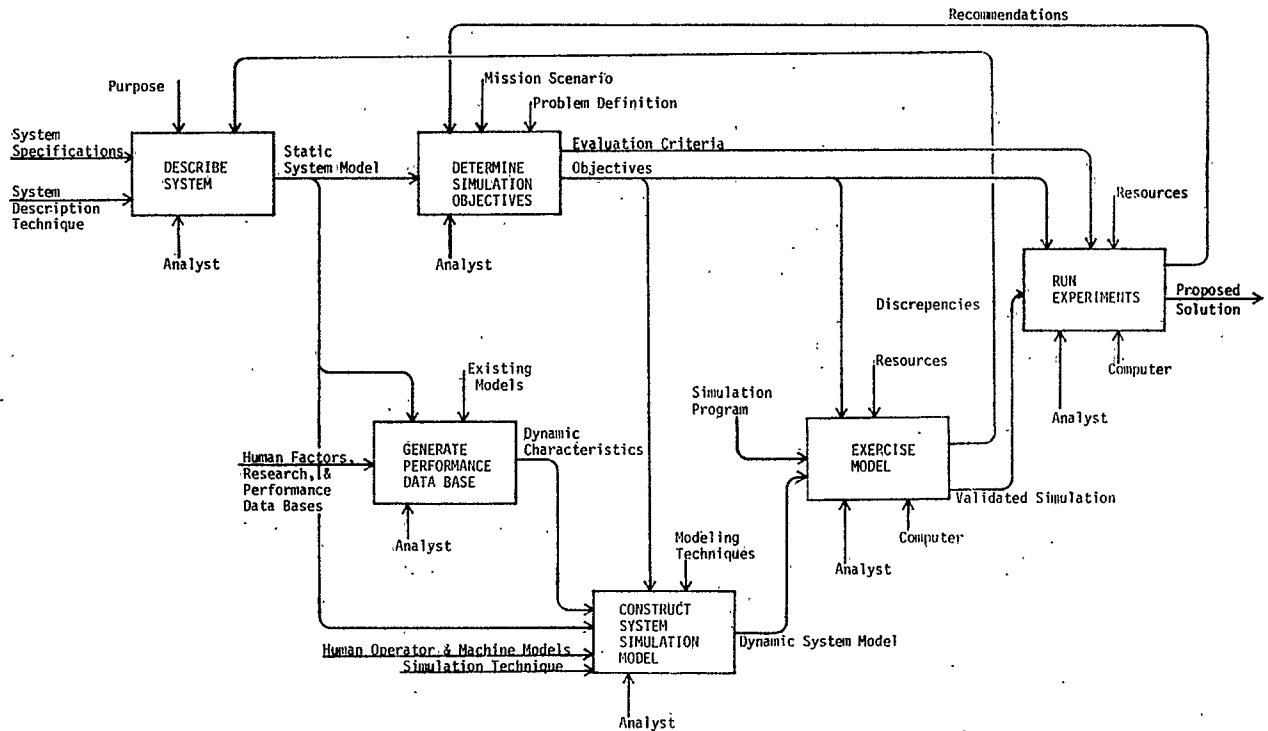 Recommendations
Mission Scenario
Purpose
Problem Definition
System
Specifications
DESCRIBE
SYSTEM
Static
System Model
DETERMINE
SIMULATION
OBJECTIVES
Evaluation Criteria
Objectives
System
Description
Technique
Resources
Analyst
Analyst
RUN
EXPERIMENTS
Proposed
Solution
Discrepencies
Computer
Existing
Models
Resources
Simulation
Program
Analyst
Dynamic
Characteristics
GENERATE
PERFORMANCE
DATA BASE
EXERCISE
MODEL
Human Factors,
Research, &
Performance
Data Bases
Validated Simulation
Analyst
Computer
Modeling
Techniques
Analyst
CONSTRUCT
SYSTEM
SIMULATION
MODEL
Dynamic System Model
Human Operator & Machine Models
Simulation Technique
Analyst